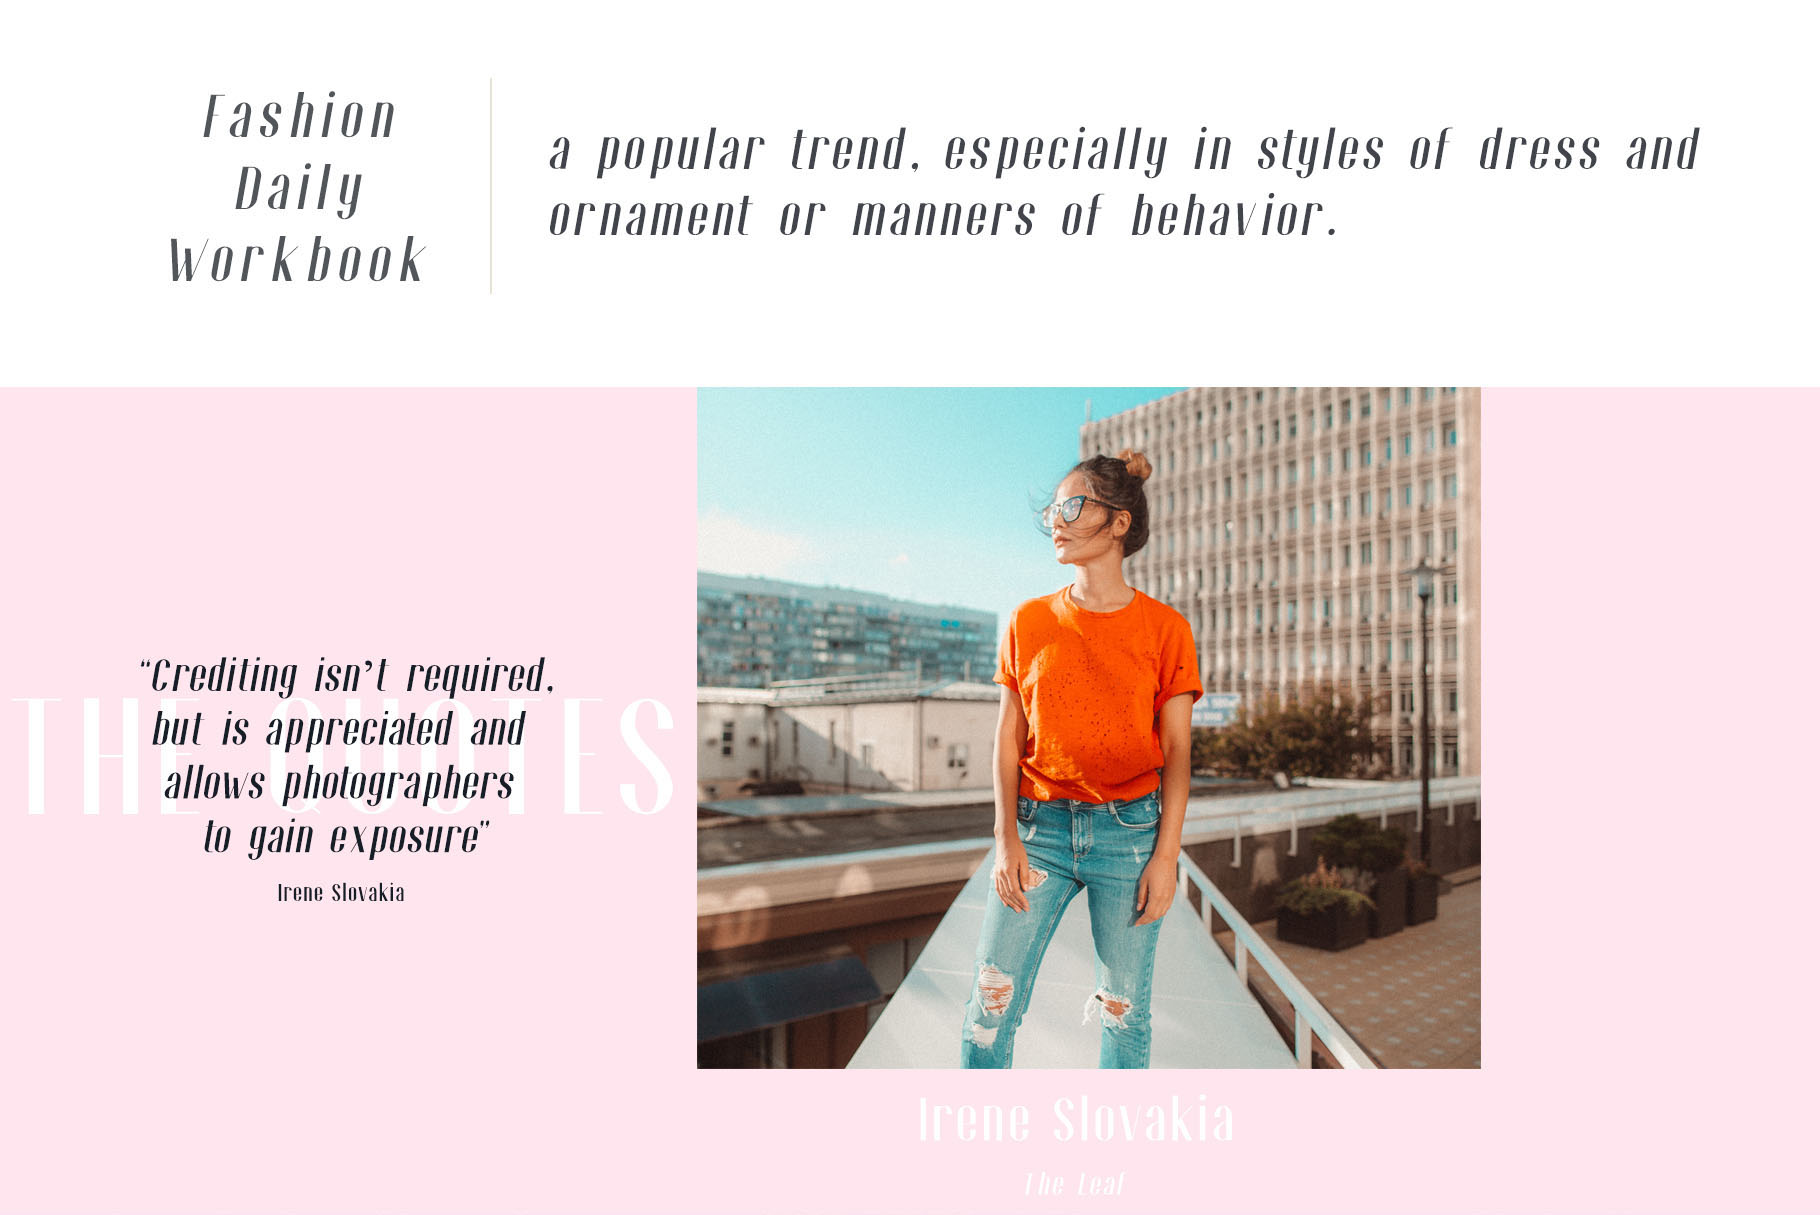 Fashion
Daily
Workbook
a popular trend, especially in styles of dress and
ornament or manners of behavior.
THE QUOTES
“Crediting isn’t required,
but is appreciated and
allows photographers
to gain exposure”
Irene Slovakia
Irene Slovakia
The Leaf